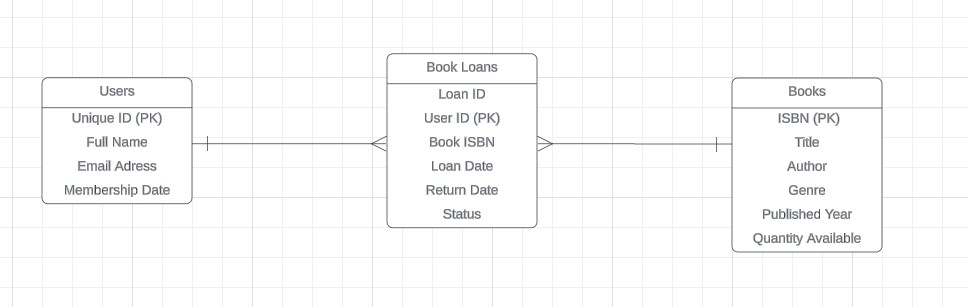 Users
Unique ID (PK)
Full Name
Email Adress
Membership Date
Book Loans
Loan ID
User ID (PK)
Book ISBN
Loan Date
Return Date
Status
Books
ISBN (PK)
Title
Author
Genre
Published Year
Quantity Available